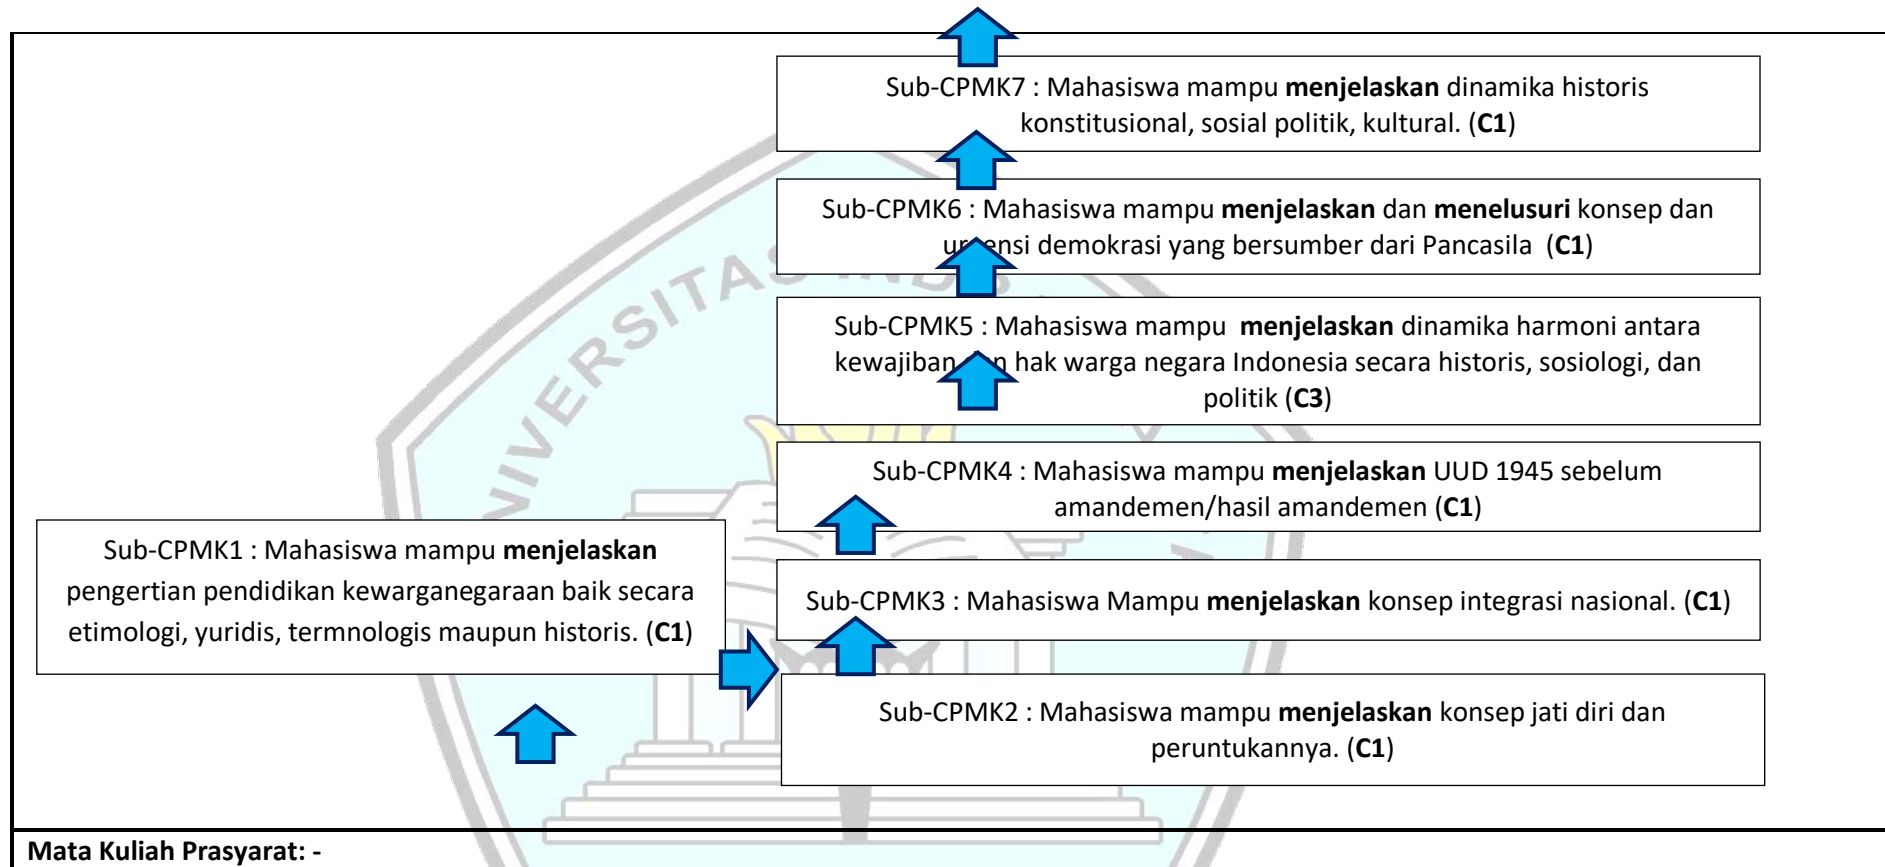 Sub-CPMK7 : Mahasiswa mampu menjelaskan dinamika historis
konstitusional, sosial politik, kultural. (C1)
Sub-CPMK6 : Mahasiswa mampu menjelaskan dan menelusuri konsep dan
urgensi demokrasi yang bersumber dari Pancasila (C1)
Sub-CPMK5 : Mahasiswa mampu menjelaskan dinamika harmoni antara
kewajiban dan hak warga negara Indonesia secara historis, sosiologi, dan
politik (C3)
Sub-CPMK4 : Mahasiswa mampu menjelaskan UUD 1945 sebelum
amandemen/hasil amandemen (C1)
Sub-CPMK1 : Mahasiswa mampu menjelaskan
pengertian pendidikan kewarganegaraan baik secara
etimologi, yuridis, termnologis maupun historis. (C1)
Sub-CPMK3 : Mahasiswa Mampu menjelaskan konsep integrasi nasional. (C1)
Sub-CPMK2 : Mahasiswa mampu menjelaskan konsep jati diri dan
peruntukannya. (C1)
Mata Kuliah Prasyarat: -